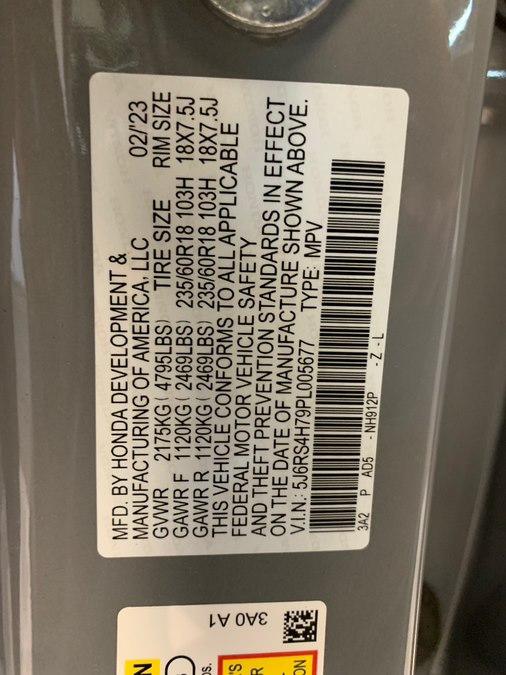 MFD. BY HONDA DEVELOPMENT &
MANUFACTURING OF AMERICA, LLC 02/'23
GVWR 2175KG ( 4795LBS) TIRE SIZE RIM SIZE
GAWR F 1120KG ( 2469LBS) 235/60R18 103H 18X7.5J
GAWR R 1120KG ( 2469LBS) 235/60R18 103H 18X7.5J
THIS VEHICLE CONFORMS TO ALL APPLICABLE
FEDERAL MOTOR VEHICLE SAFETY
AND THEFT PREVENTION STANDARDS IN EFFECT
ON THE DATE OF MANUFACTURE SHOWN ABOVE.
V.I.N.: 5J6RS4H79PL005677 TYPE: MPV
3A2 P AD5 - NH912P - Z - L
3A0 A1